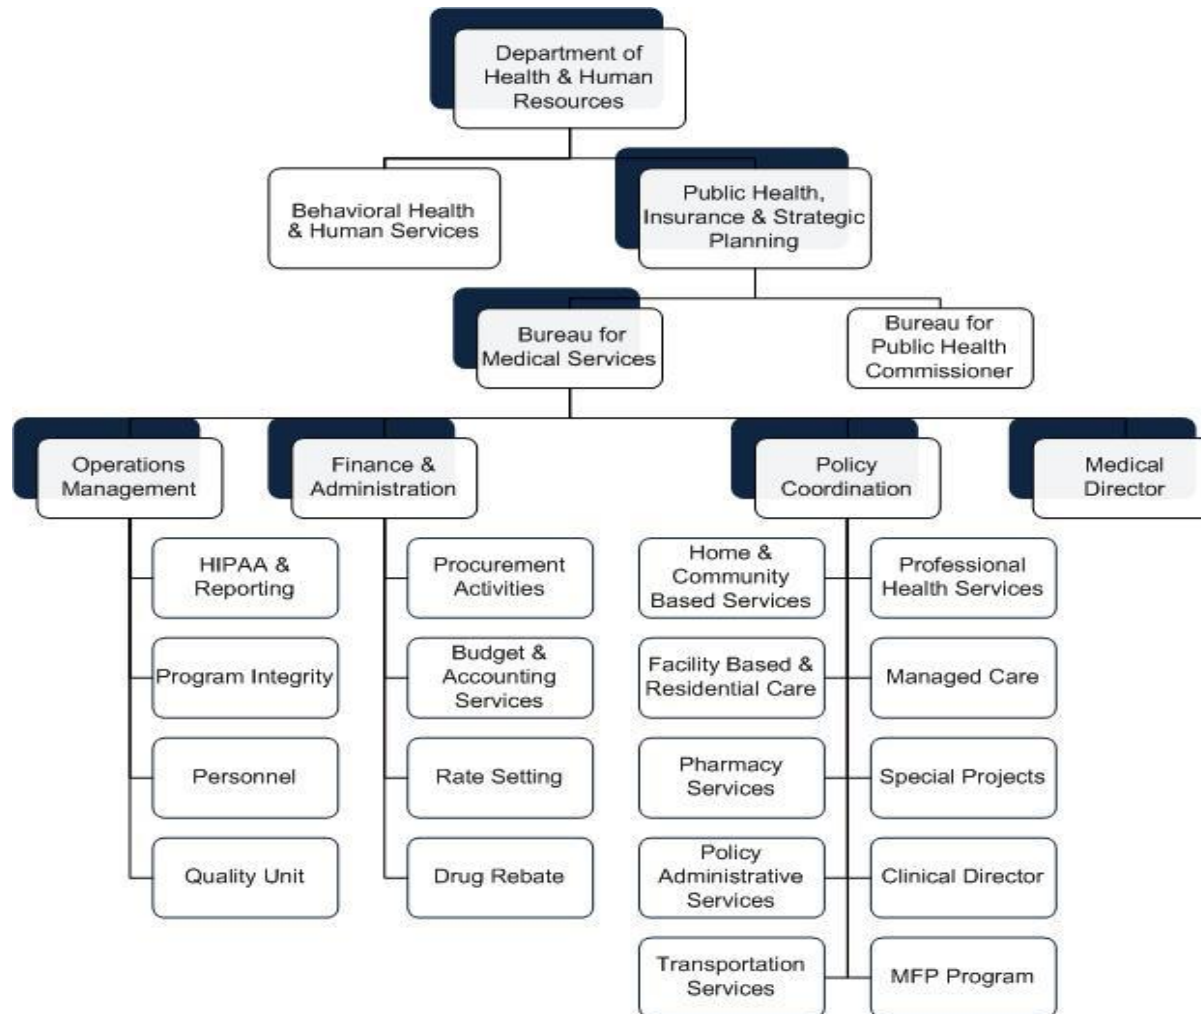 Department of
Health & Human
Resources
Behavioral Health
& Human Services
Public Health,
Insurance & Strategic
Planning
Bureau for
Medical Services
Bureau for
Public Health
Commissioner
Operations
Management
Finance &
Administration
Policy
Coordination
Medical
Director
HIPAA &
Reporting
Procurement
Activities
Home &
Community
Based Services
Professional
Health Services
Program Integrity
Budget &
Accounting
Services
Facility Based &
Residential Care
Managed Care
Personnel
Rate Setting
Pharmacy
Services
Special Projects
Quality Unit
Drug Rebate
Policy
Administrative
Services
Clinical Director
Transportation
Services
MFP Program